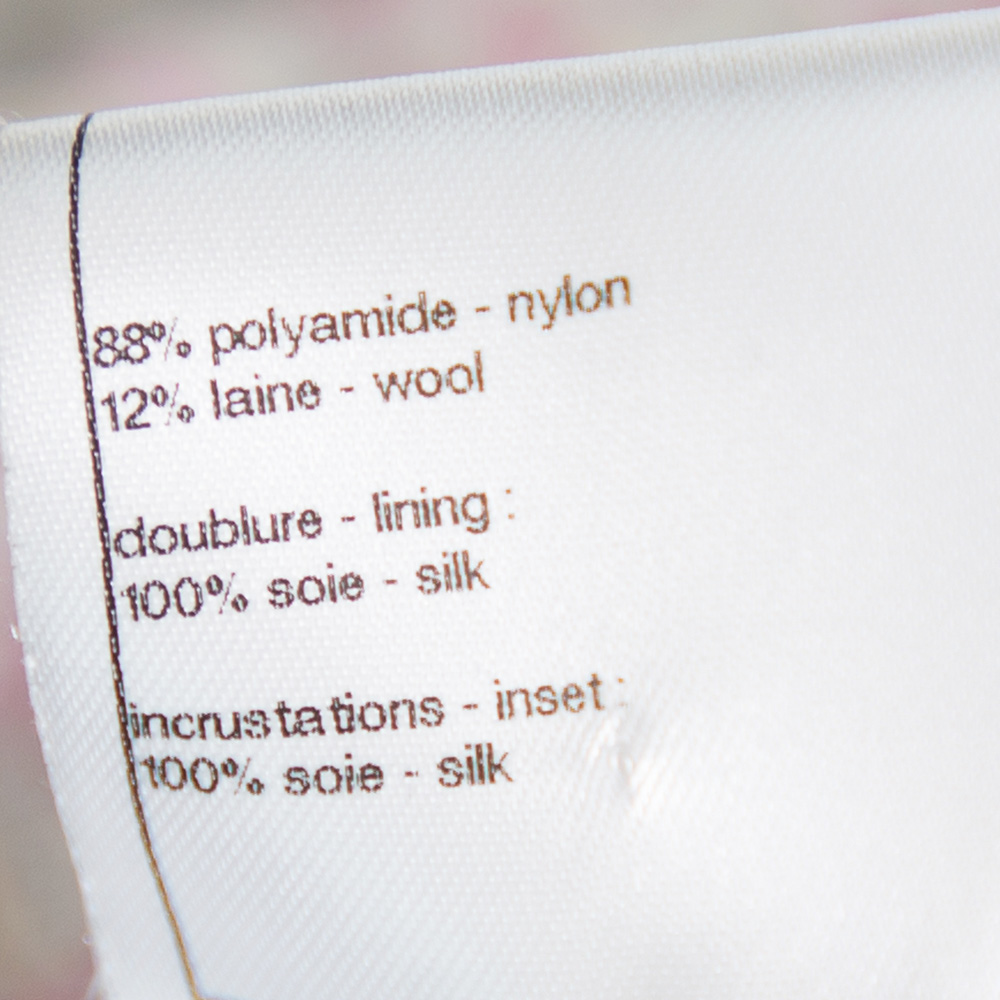 88% polyamide - nylon
12% laine - wool
doublure - lining :
100% soie - silk
incrustations - inset :
100% soie - silk